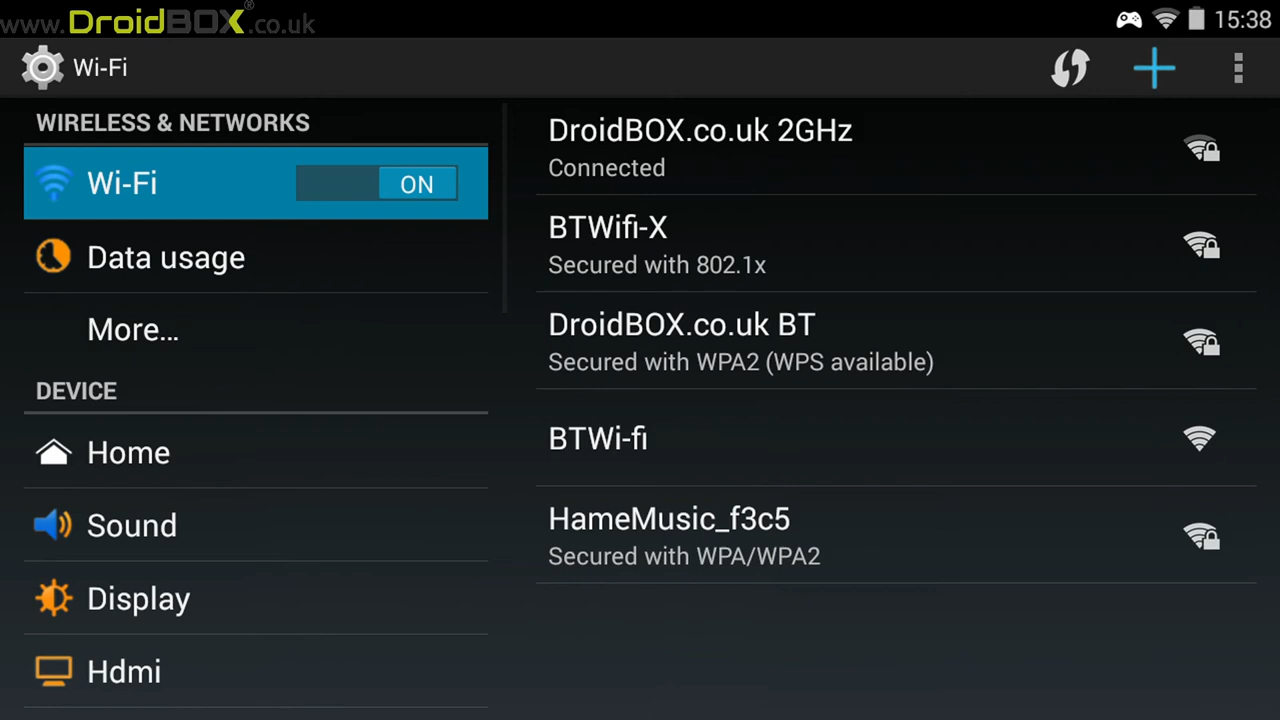 www.DroidBOX®.co.uk
15:38
Wi-Fi
WIRELESS & NETWORKS
Wi-Fi
ON
Data usage
More...
DEVICE
Home
Sound
Display
Hdmi
DroidBOX.co.uk 2GHz
Connected
BTWifi-X
Secured with 802.1x
DroidBOX.co.uk BT
Secured with WPA2 (WPS available)
BTWi-fi
HameMusic_f3c5
Secured with WPA/WPA2